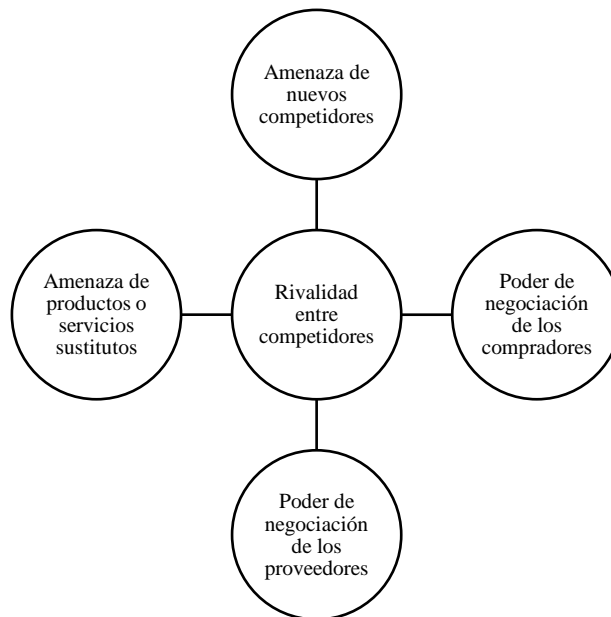 Amenaza de
nuevos
competidores
Amenaza de
productos o
servicios
sustitutos
Rivalidad
entre
competidores
Poder de
negociación
de los
compradores
Poder de
negociación
de los
proveedores